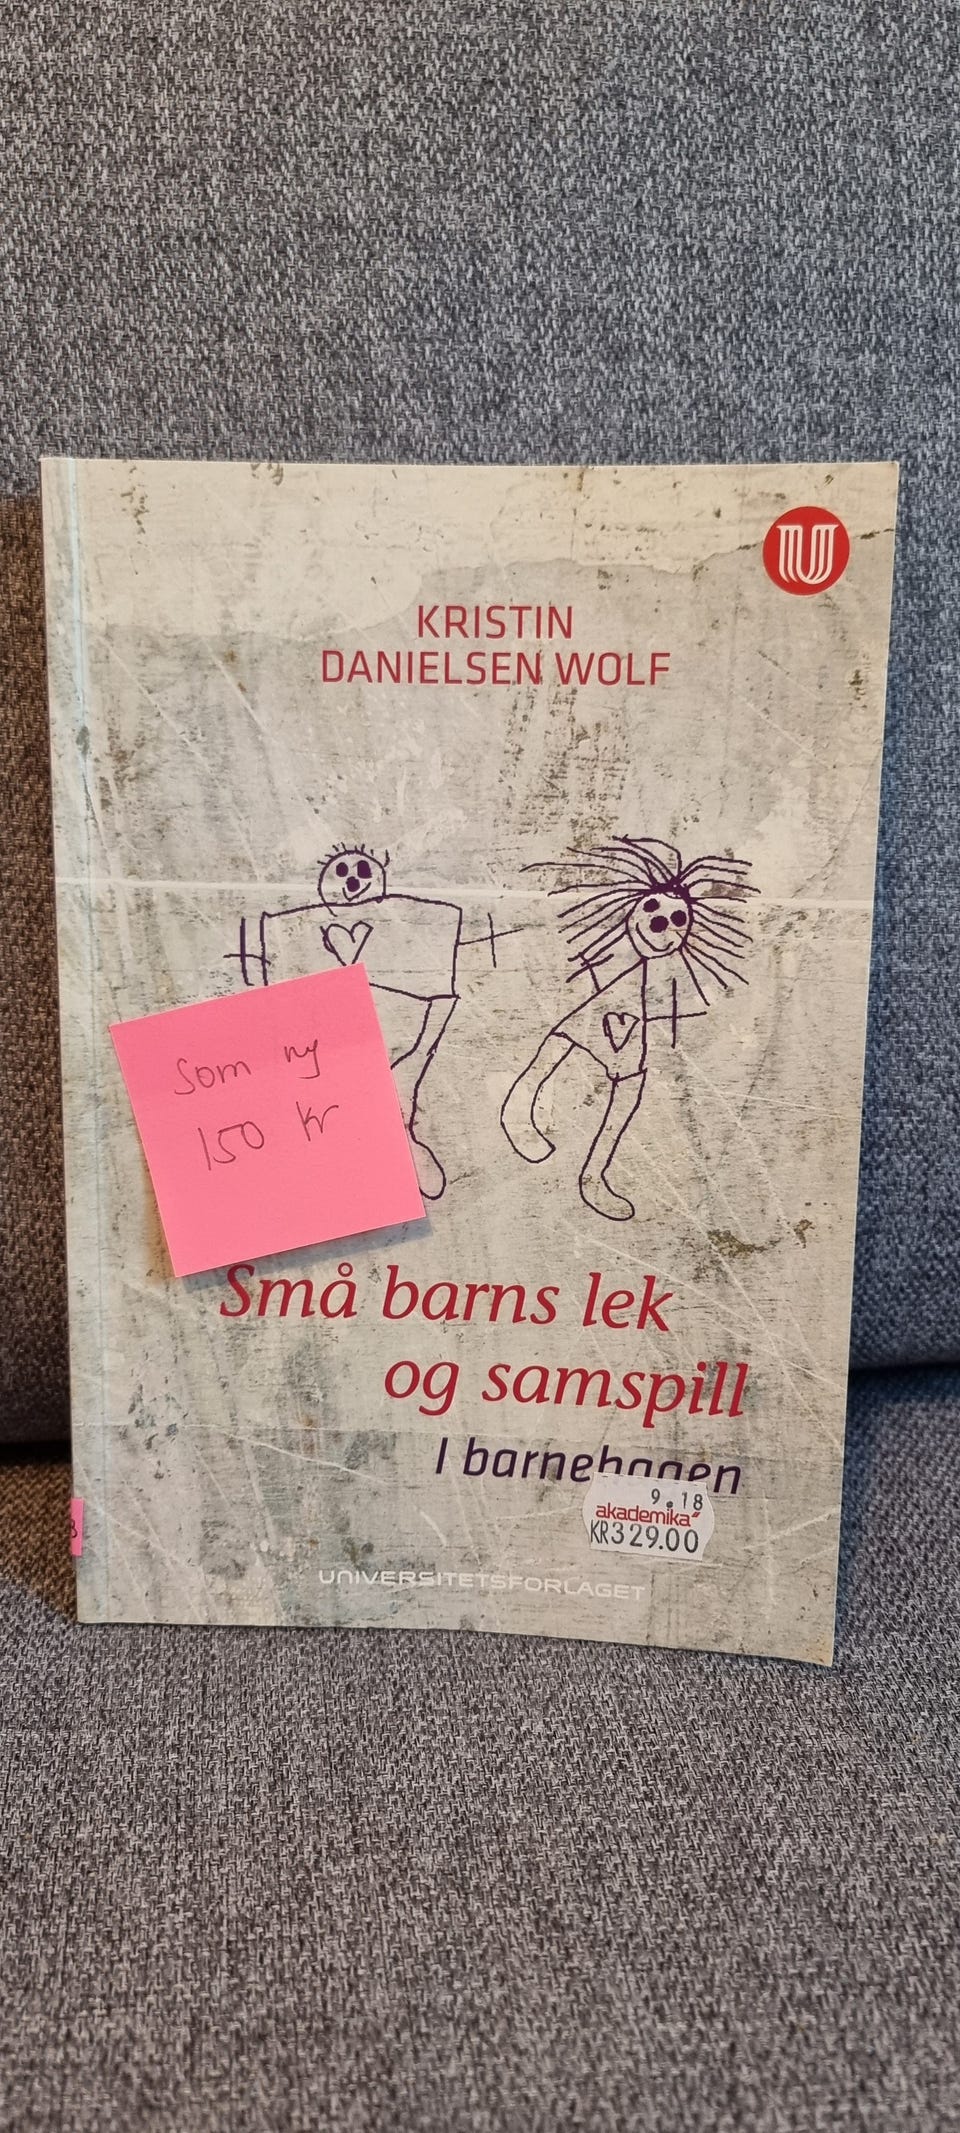 U
KRISTIN
DANIELSEN WOLF
som ny
150 kr
Små barns lek
og samspill
I barnehagen
9.18
akademika
KR329.00
UNIVERSITETSFORLAGET